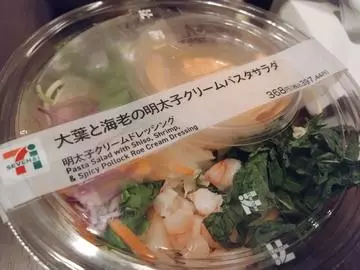 大葉と海老の明太子クリームパスタサラダ
明太子クリームドレッシング
Pasta Salad with Shiso, Shrimp,
& Spicy Pollock Roe Cream Dressing
368円(税込397.44円)
7
SEVEN